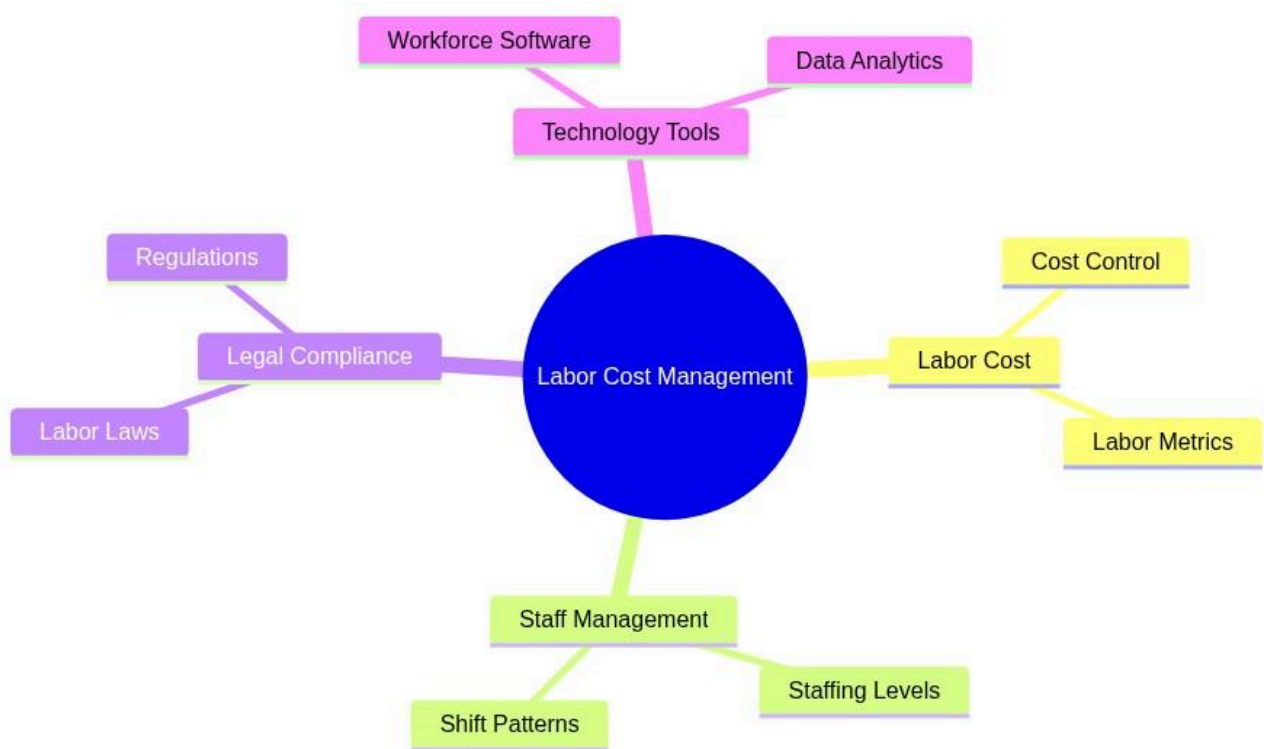 Workforce Software
Data Analytics
Technology Tools
Regulations
Cost Control
Legal Compliance
Labor Cost Management
Labor Cost
Labor Laws
Labor Metrics
Staff Management
Staffing Levels
Shift Patterns